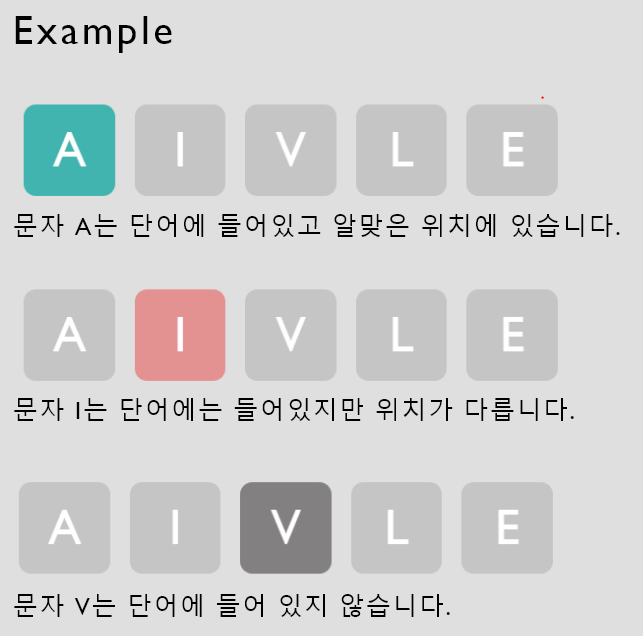 Example
A I V L E
문자 A는 단어에 들어있고 알맞은 위치에 있습니다.
A I V L E
문자 I는 단어에는 들어있지만 위치가 다릅니다.
A I V L E
문자 V는 단어에 들어 있지 않습니다.